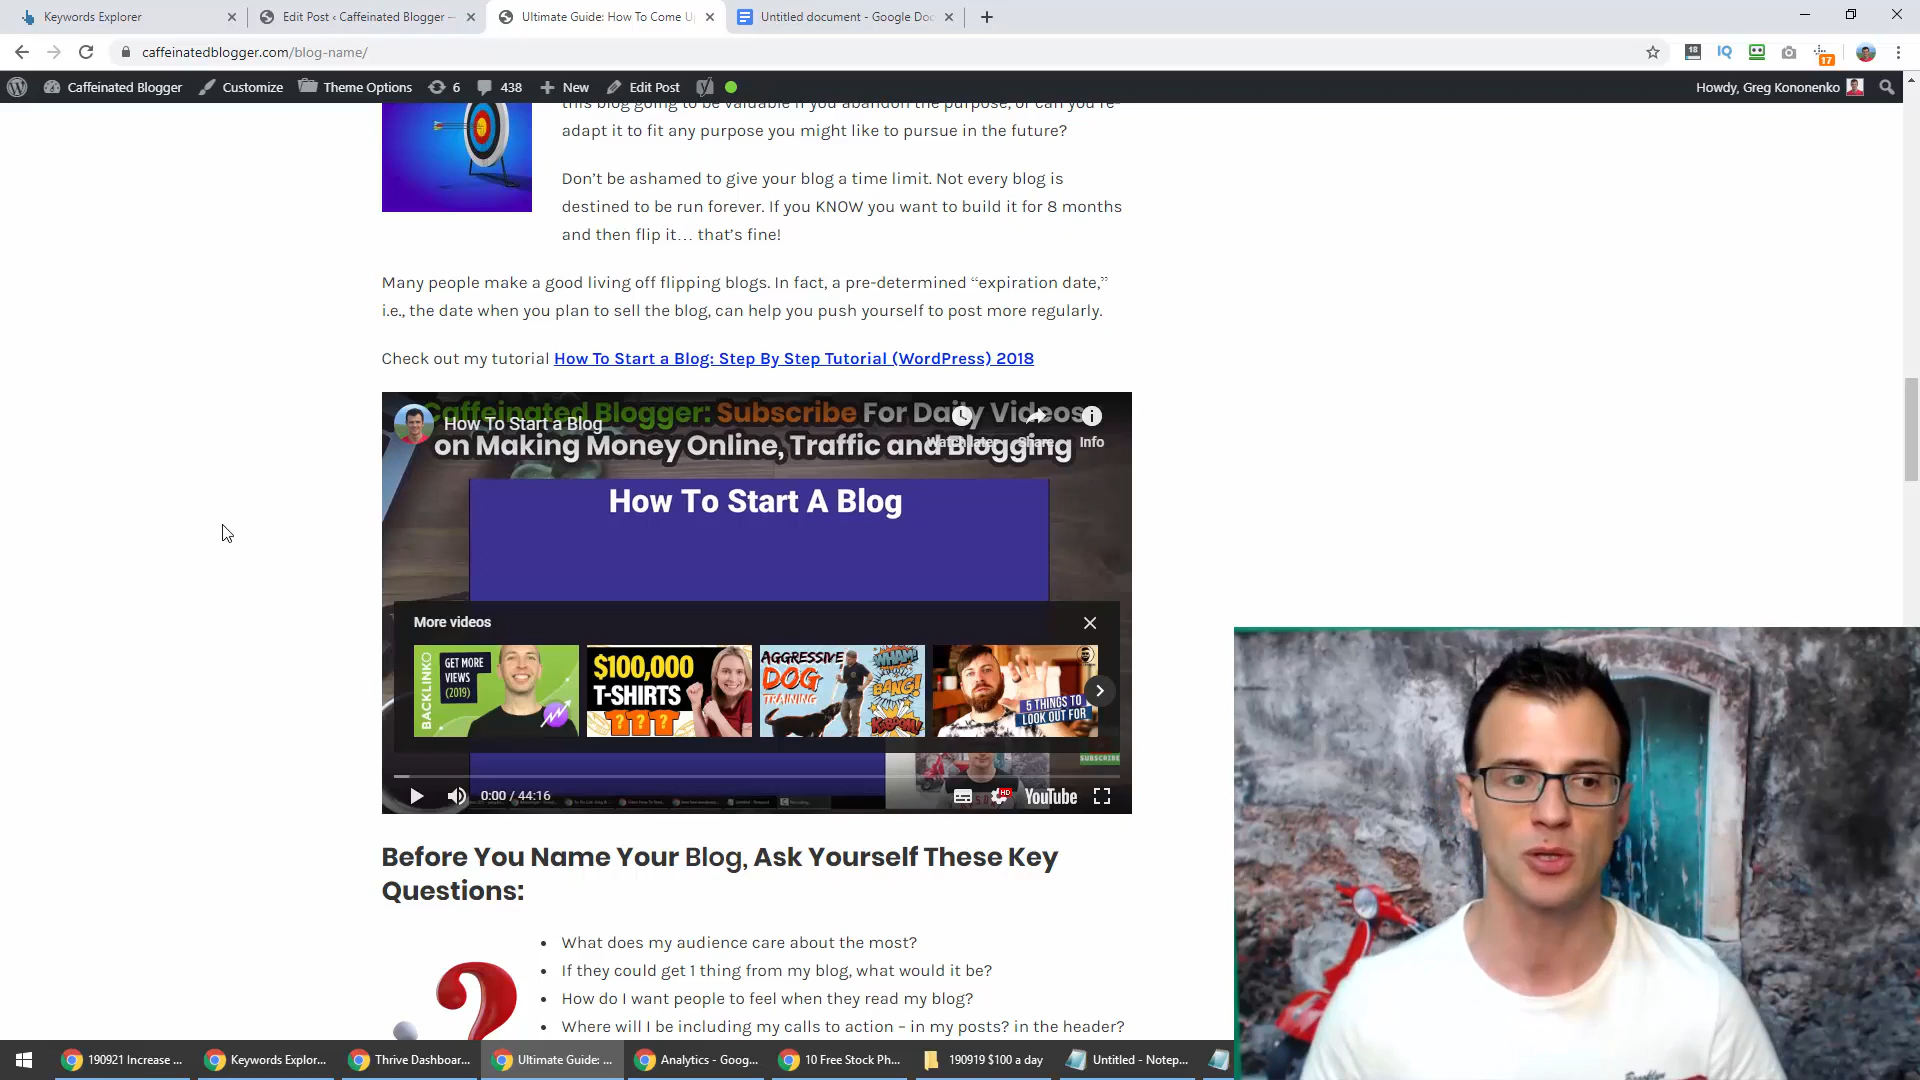 Keywords Explorer
Edit Post ‹ Caffeinated Blogger —
Ultimate Guide: How To Come U
Untitled document - Google Doc
caffeinatedblogger.com/blog-name/
18
IQ
17
Caffeinated Blogger
Customize
Theme Options
6
438
New
Edit Post
Howdy, Greg Kononenko
this blog going to be valuable if you abandon the purpose, or can you re-
adapt it to fit any purpose you might like to pursue in the future?
Don't be ashamed to give your blog a time limit. Not every blog is
destined to be run forever. If you KNOW you want to build it for 8 months
and then flip it… that's fine!
Many people make a good living off flipping blogs. In fact, a pre-determined “expiration date,”
i.e., the date when you plan to sell the blog, can help you push yourself to post more regularly.
Check out my tutorial How To Start a Blog: Step By Step Tutorial (WordPress) 2018
Caffeinated Blogger: Subscribe For Daily Videos
How To Start a Blog
on Making Money Online, Traffic and Blogging
Watch later
Share
Info
How To Start A Blog
More videos
BACKLINKO
GET MORE
VIEWS
(2019)
$100,000
T-SHIRTS
???
AGGRESSIVE
DOG
TRAINING
WHAM!
BANG!
KABOOM!
5 THINGS TO
LOOK OUT FOR
SUBSCRIBE
0:00 / 44:16
HD
YouTube
Before You Name Your Blog, Ask Yourself These Key
Questions:
• What does my audience care about the most?
• If they could get 1 thing from my blog, what would it be?
• How do I want people to feel when they read my blog?
• Where will I be including my calls to action – in my posts? in the header?
190921 Increase ...
Keywords Explor...
Thrive Dashboar...
Ultimate Guide: ...
Analytics - Goog...
10 Free Stock Ph...
190919 $100 a day
Untitled - Notep...
Brooklyn